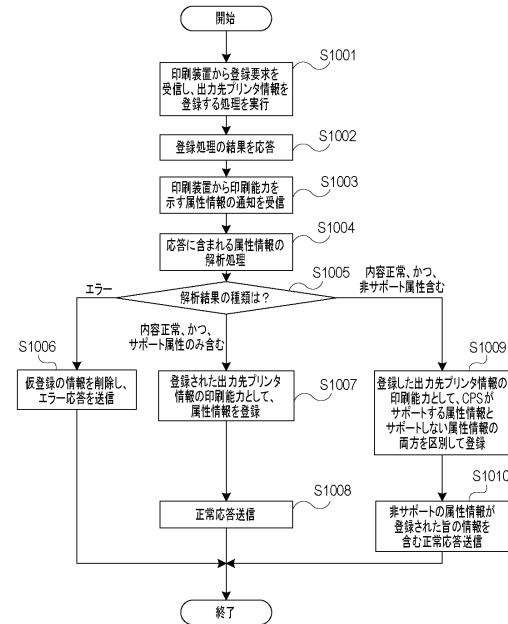 開始
S1001
印刷装置から登録要求を
受信し、出力先プリンタ情報を
登録する処理を実行
S1002
登録処理の結果を応答
S1003
印刷装置から印刷能力を
示す属性情報の通知を受信
S1004
応答に含まれる属性情報の
解析処理
S1005
解析結果の種類は?
エラー
内容正常、かつ、
サポート属性のみ含む
内容正常、かつ、
非サポート属性含む
S1006
仮登録の情報を削除し、
エラー応答を送信
S1007
登録された出力先プリンタ
情報の印刷能力として、
属性情報を登録
S1009
登録した出力先プリンタ情報の
印刷能力として、CPSが
サポートする属性情報と
サポートしない属性情報の
両方を区別して登録
S1008
正常応答送信
S1010
非サポートの属性情報が
登録された旨の情報を
含む正常応答送信
終了